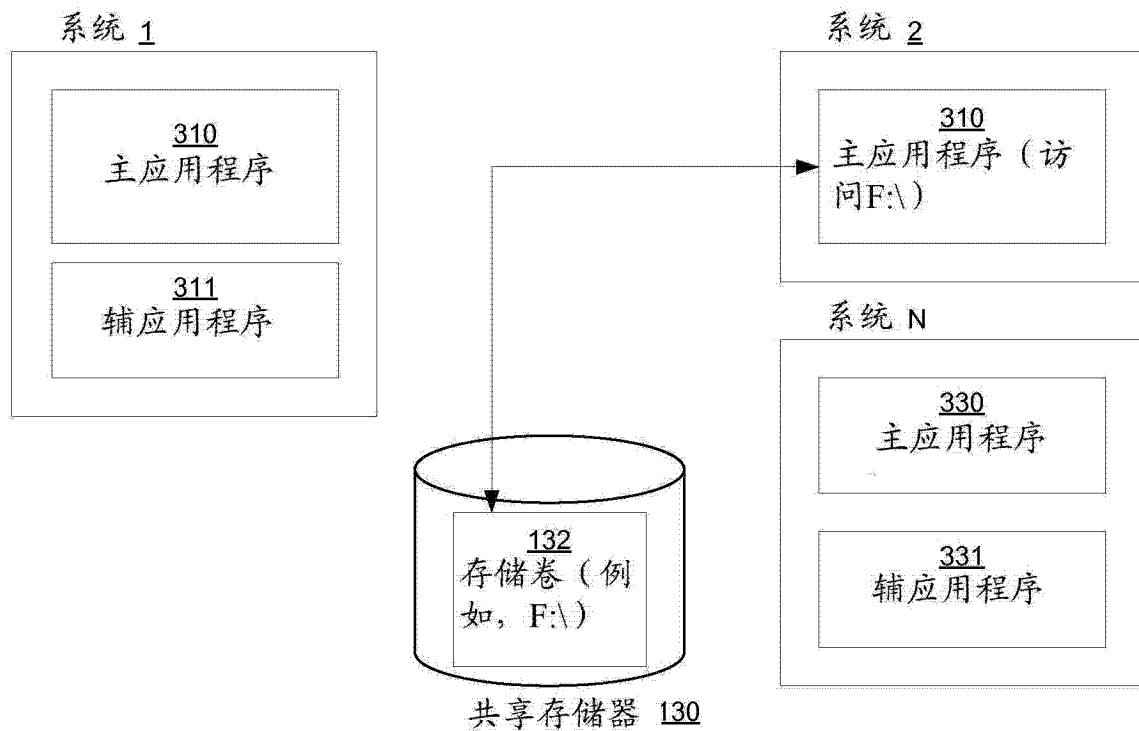 系统 1
310
主应用程序
311
辅应用程序
系统 2
310
主应用程序（访
问F:\）
系统 N
330
主应用程序
331
辅应用程序
132
存储卷（例
如，F:\）
共享存储器 130